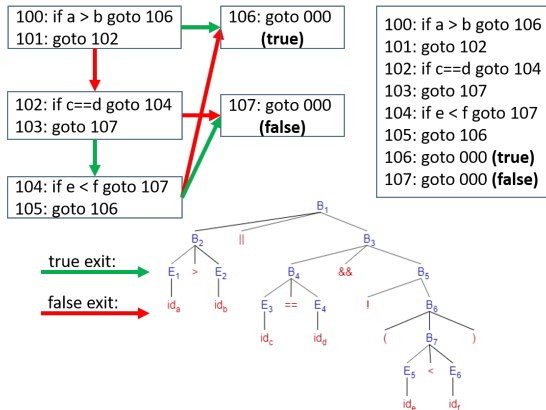 100: if a > b goto 106
101: goto 102
106: goto 000
(true)
102: if c==d goto 104
103: goto 107
107: goto 000
(false)
104: if e < f goto 107
105: goto 106
100: if a > b goto 106
101: goto 102
102: if c==d goto 104
103: goto 107
104: if e < f goto 107
105: goto 106
106: goto 000 (true)
107: goto 000 (false)
true exit:
false exit:
B1
B2 || B3
E1 > E2 B4 && B5
ida idb E3 == E4 ! B6
idc idd ( B7 )
E5 < E6
ide idf